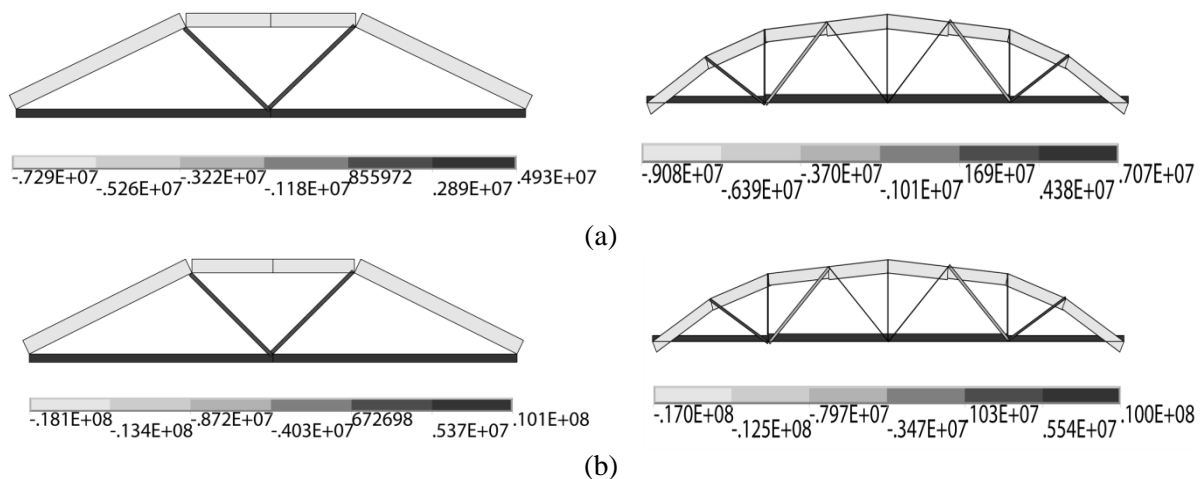 -.729E+07 -.322E+07 855972 .493E+07
-.526E+07 -.118E+07 .289E+07
-.908E+07 -.370E+07 .169E+07 .707E+07
-.639E+07 -.101E+07 .438E+07
(a)
-.181E+08 -.872E+07 672698 .101E+08
-.134E+08 -.403E+07 .537E+07
-.170E+08 -.797E+07 .103E+07 .100E+08
-.125E+08 -.347E+07 .554E+07
(b)